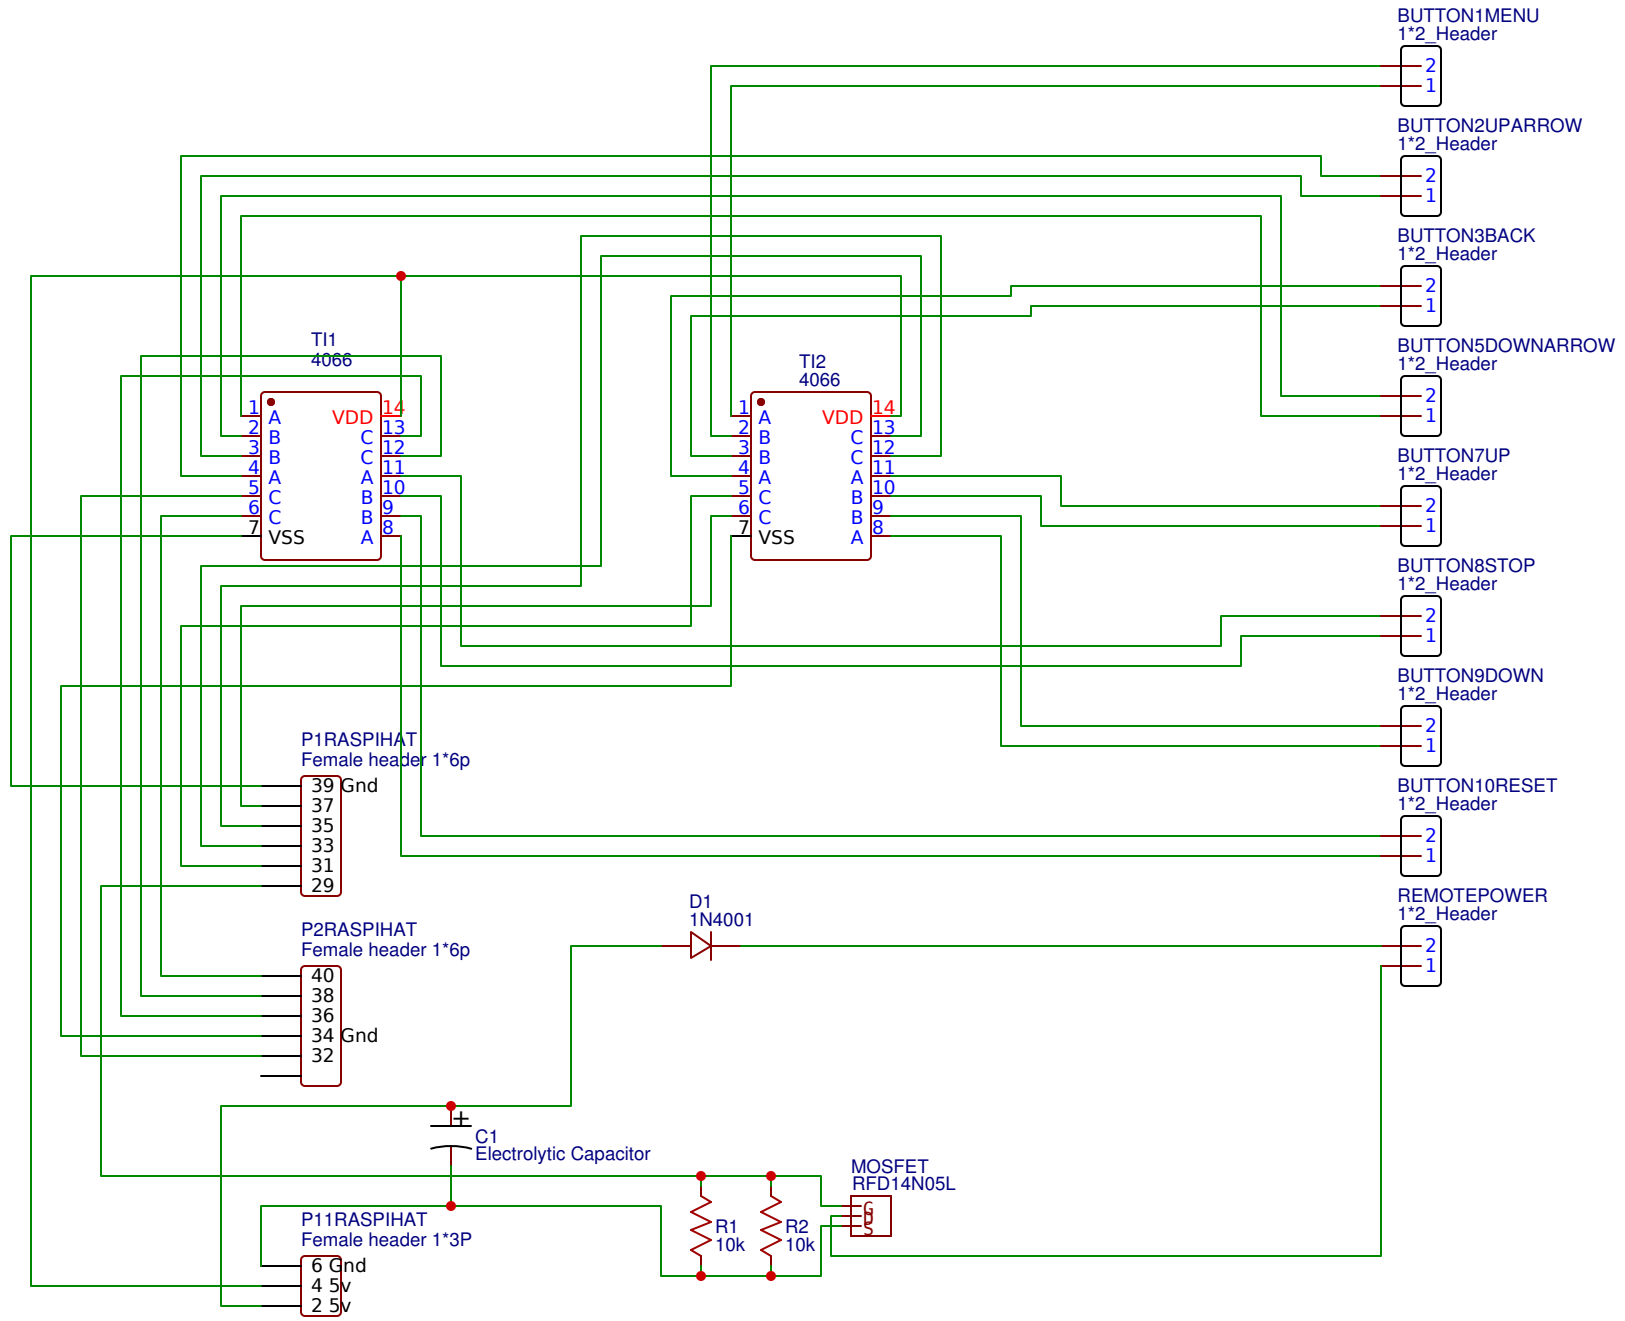 BUTTON1MENU
1*2_Header
2
1
BUTTON2UPARROW
1*2_Header
2
1
BUTTON3BACK
1*2_Header
2
1
BUTTON5DOWNARROW
1*2_Header
2
1
BUTTON7UP
1*2_Header
2
1
BUTTON8STOP
1*2_Header
2
1
BUTTON9DOWN
1*2_Header
2
1
BUTTON10RESET
1*2_Header
2
1
REMOTEPOWER
1*2_Header
2
1
TI1
4066
1 A VDD 14
2 B C 13
3 B C 12
4 A A 11
5 C B 10
6 C B 9
7 VSS A 8
TI2
4066
1 A VDD 14
2 B C 13
3 B C 12
4 A A 11
5 C B 10
6 C B 9
7 VSS A 8
P1RASPIHAT
Female header 1*6p
39 Gnd
37
35
33
31
29
P2RASPIHAT
Female header 1*6p
40
38
36
34 Gnd
32
D1
1N4001
+
C1
Electrolytic Capacitor
P11RASPIHAT
Female header 1*3P
6 Gnd
4 5v
2 5v
R1
10k
R2
10k
MOSFET
RFD14N05L
G
D
S